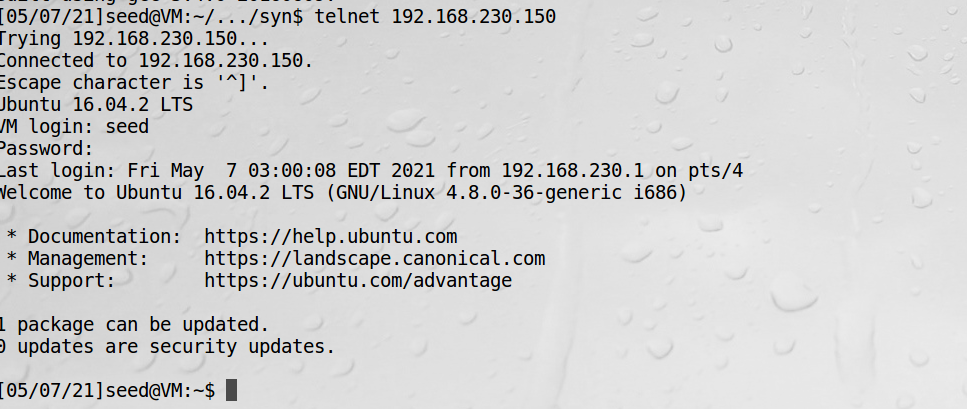 [05/07/21]seed@VM:~/.../syn$ telnet 192.168.230.150
Trying 192.168.230.150...
Connected to 192.168.230.150.
Escape character is '^]'.
Ubuntu 16.04.2 LTS
VM login: seed
Password:
Last login: Fri May  7 03:00:08 EDT 2021 from 192.168.230.1 on pts/4
Welcome to Ubuntu 16.04.2 LTS (GNU/Linux 4.8.0-36-generic i686)

 * Documentation:  https://help.ubuntu.com
 * Management:     https://landscape.canonical.com
 * Support:        https://ubuntu.com/advantage

1 package can be updated.
0 updates are security updates.

[05/07/21]seed@VM:~$